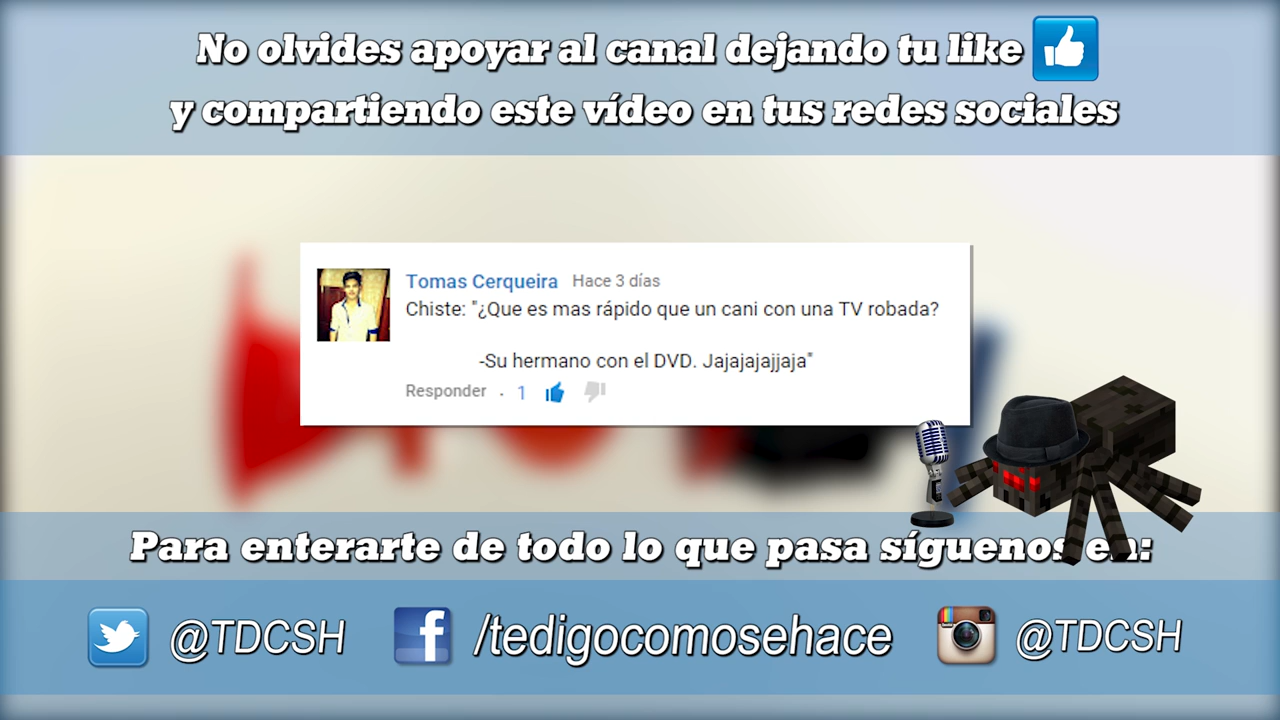 No olvides apoyar al canal dejando tu like
y compartiendo este vídeo en tus redes sociales
Tomas Cerqueira Hace 3 días
Chiste: "¿Que es mas rápido que un cani con una TV robada?
-Su hermano con el DVD. Jajajajajjaja"
Responder . 1
Para enterarte de todo lo que pasa síguenos en:
@TDCSH /tedigocomosehace @TDCSH